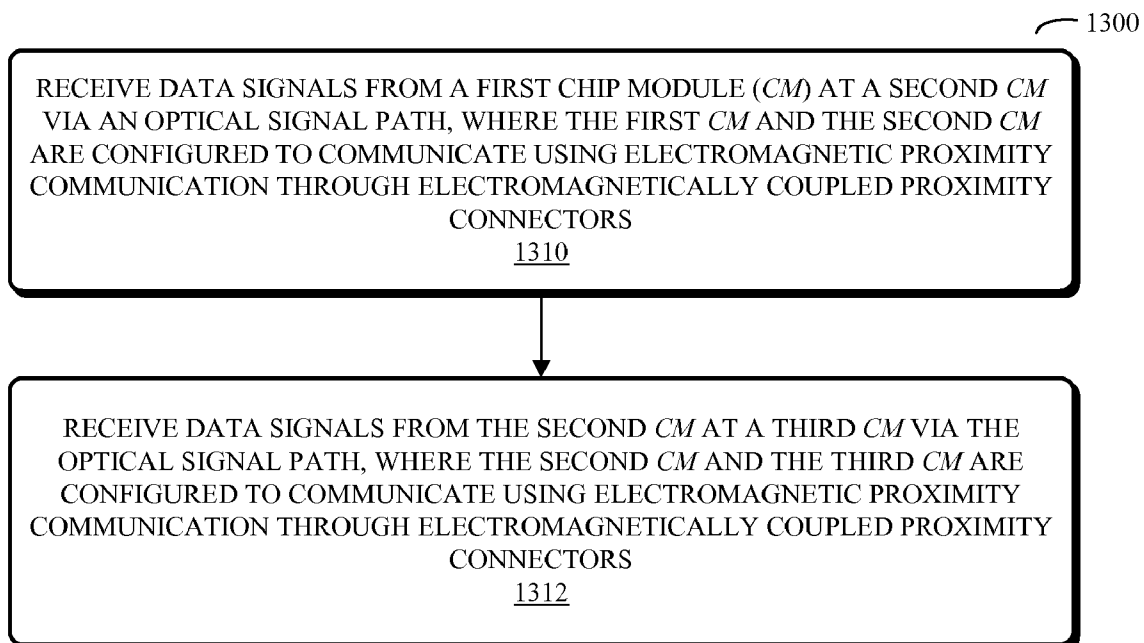 1300
RECEIVE DATA SIGNALS FROM A FIRST CHIP MODULE (CM) AT A SECOND CM
VIA AN OPTICAL SIGNAL PATH, WHERE THE FIRST CM AND THE SECOND CM
ARE CONFIGURED TO COMMUNICATE USING ELECTROMAGNETIC PROXIMITY
COMMUNICATION THROUGH ELECTROMAGNETICALLY COUPLED PROXIMITY
CONNECTORS
1310
RECEIVE DATA SIGNALS FROM THE SECOND CM AT A THIRD CM VIA THE
OPTICAL SIGNAL PATH, WHERE THE SECOND CM AND THE THIRD CM ARE
CONFIGURED TO COMMUNICATE USING ELECTROMAGNETIC PROXIMITY
COMMUNICATION THROUGH ELECTROMAGNETICALLY COUPLED PROXIMITY
CONNECTORS
1312